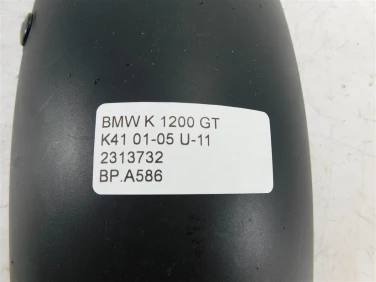 BMW K 1200 GT
K41 01-05 U-11
2313732
BP.A586